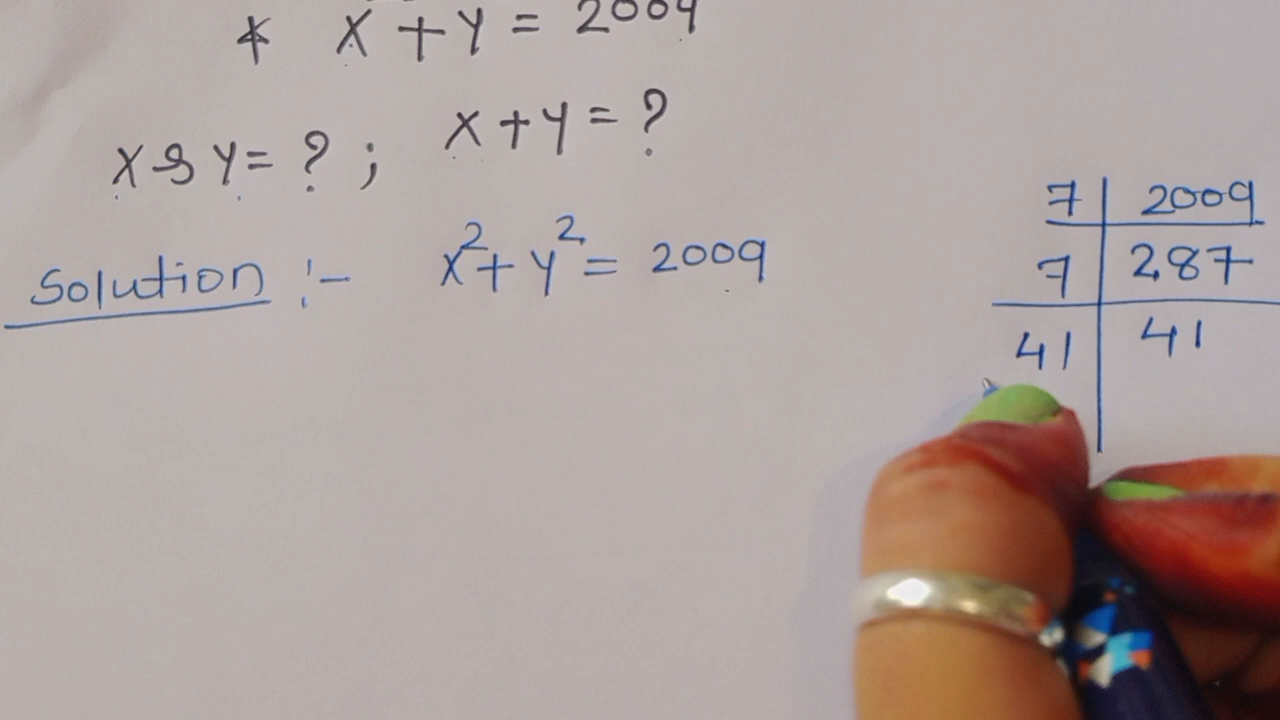 * X + Y = 2009
X & Y = ? ; X + Y = ?
Solution :- X² + Y² = 2009
7 | 2009
7 | 287
41 | 41